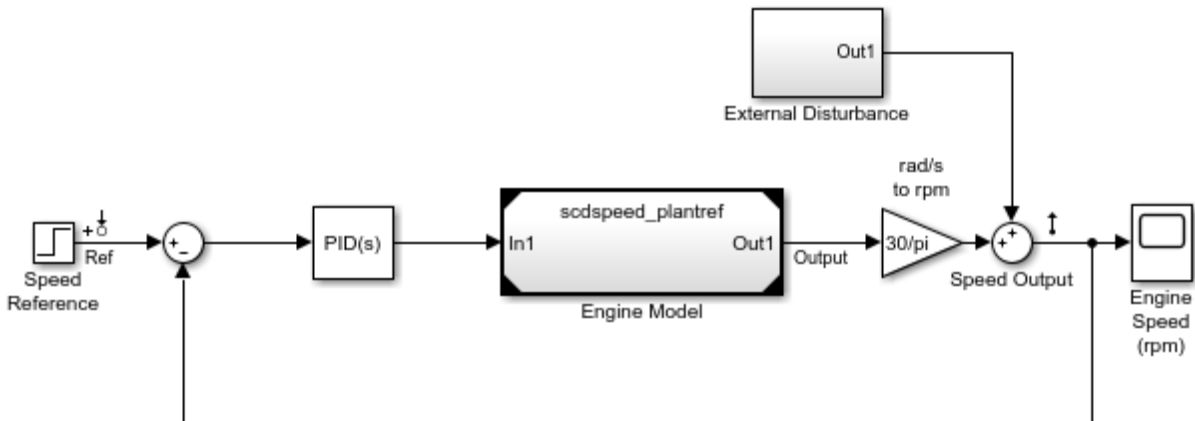 Out1
External Disturbance
rad/s
to rpm
scdspeed_plantref
In1
Out1
Engine Model
Output
30/pi
Speed Output
Engine
Speed
(rpm)
PID(s)
Ref
Speed
Reference